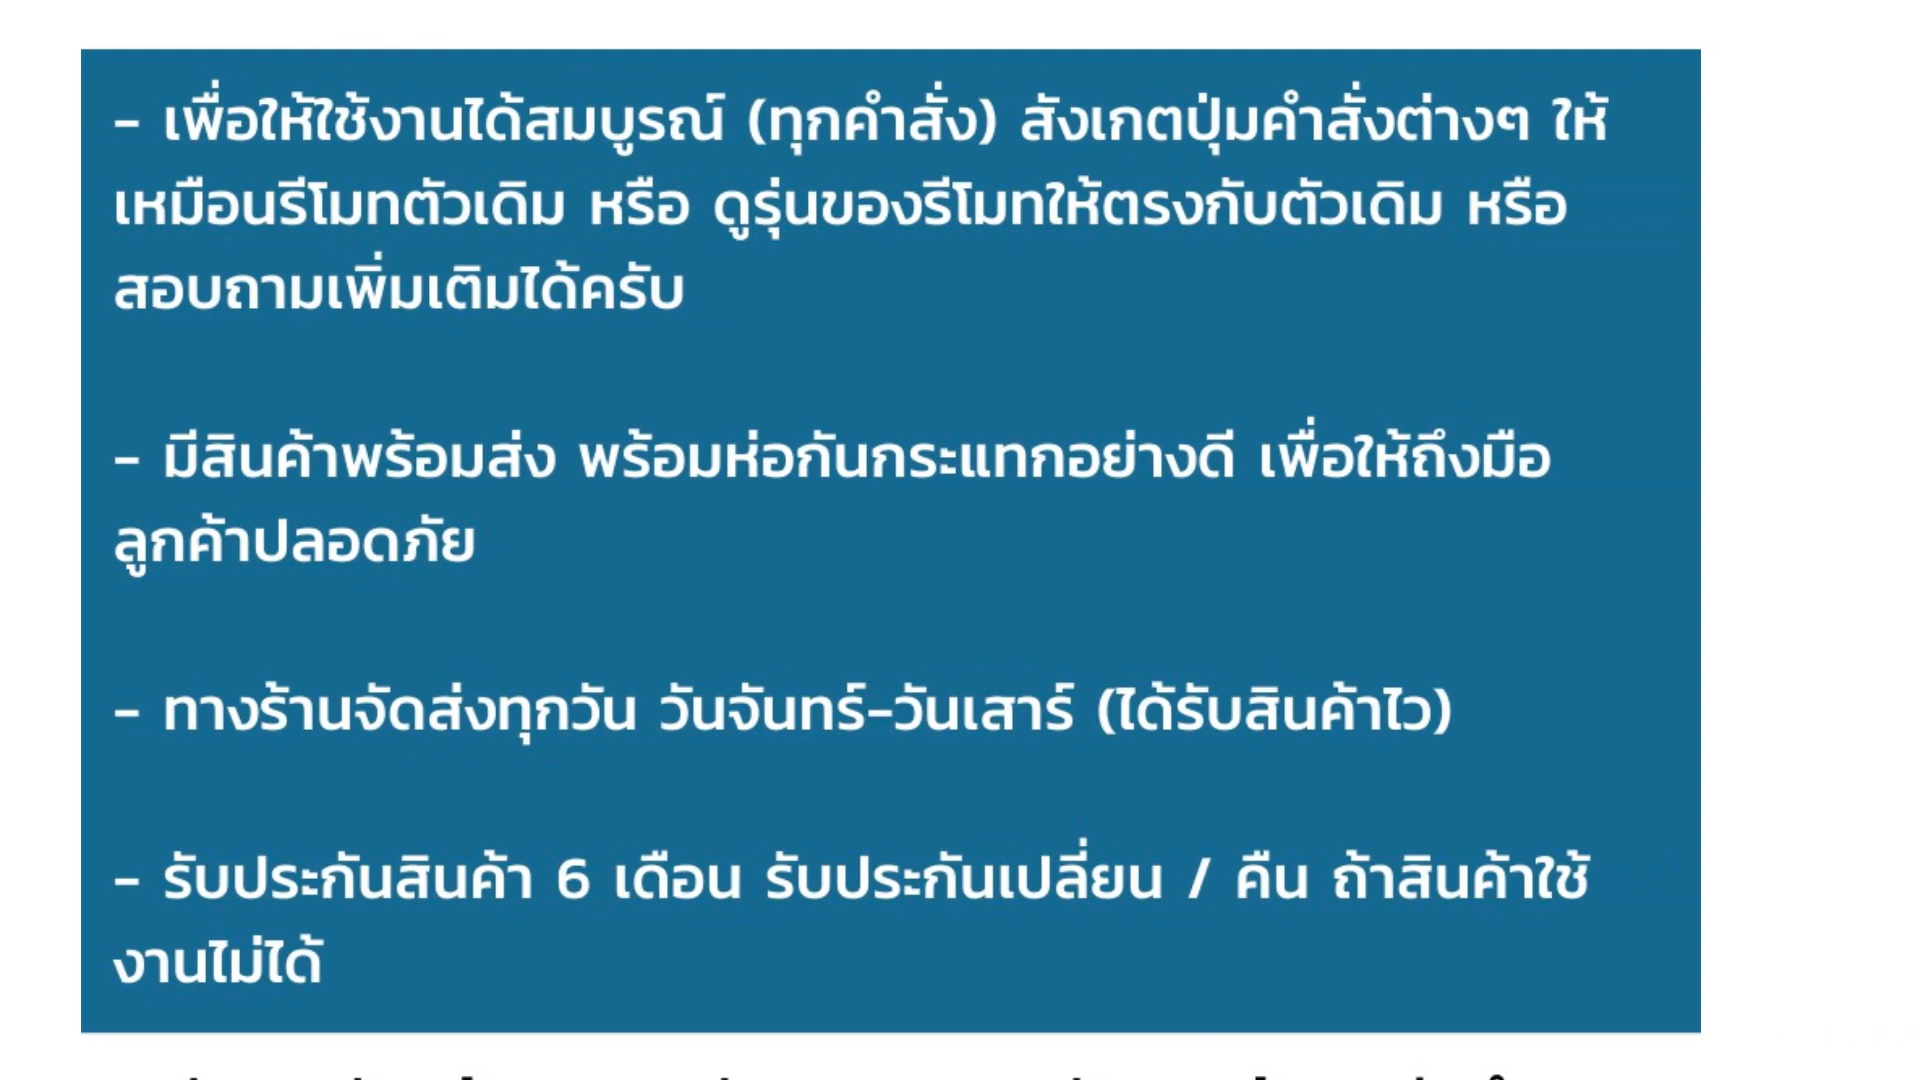 - เพื่อให้ใช้งานได้สมบูรณ์ (ทุกคำสั่ง) สังเกตปุ่มคำสั่งต่างๆ ให้
เหมือนรีโมทตัวเดิม หรือ ดูรุ่นของรีโมทให้ตรงกับตัวเดิม หรือ
สอบถามเพิ่มเติมได้ครับ
- มีสินค้าพร้อมส่ง พร้อมห่อกันกระแทกอย่างดี เพื่อให้ถึงมือ
ลูกค้าปลอดภัย
- ทางร้านจัดส่งทุกวัน วันจันทร์-วันเสาร์ (ได้รับสินค้าไว)
- รับประกันสินค้า 6 เดือน รับประกันเปลี่ยน / คืน ถ้าสินค้าใช้
งานไม่ได้